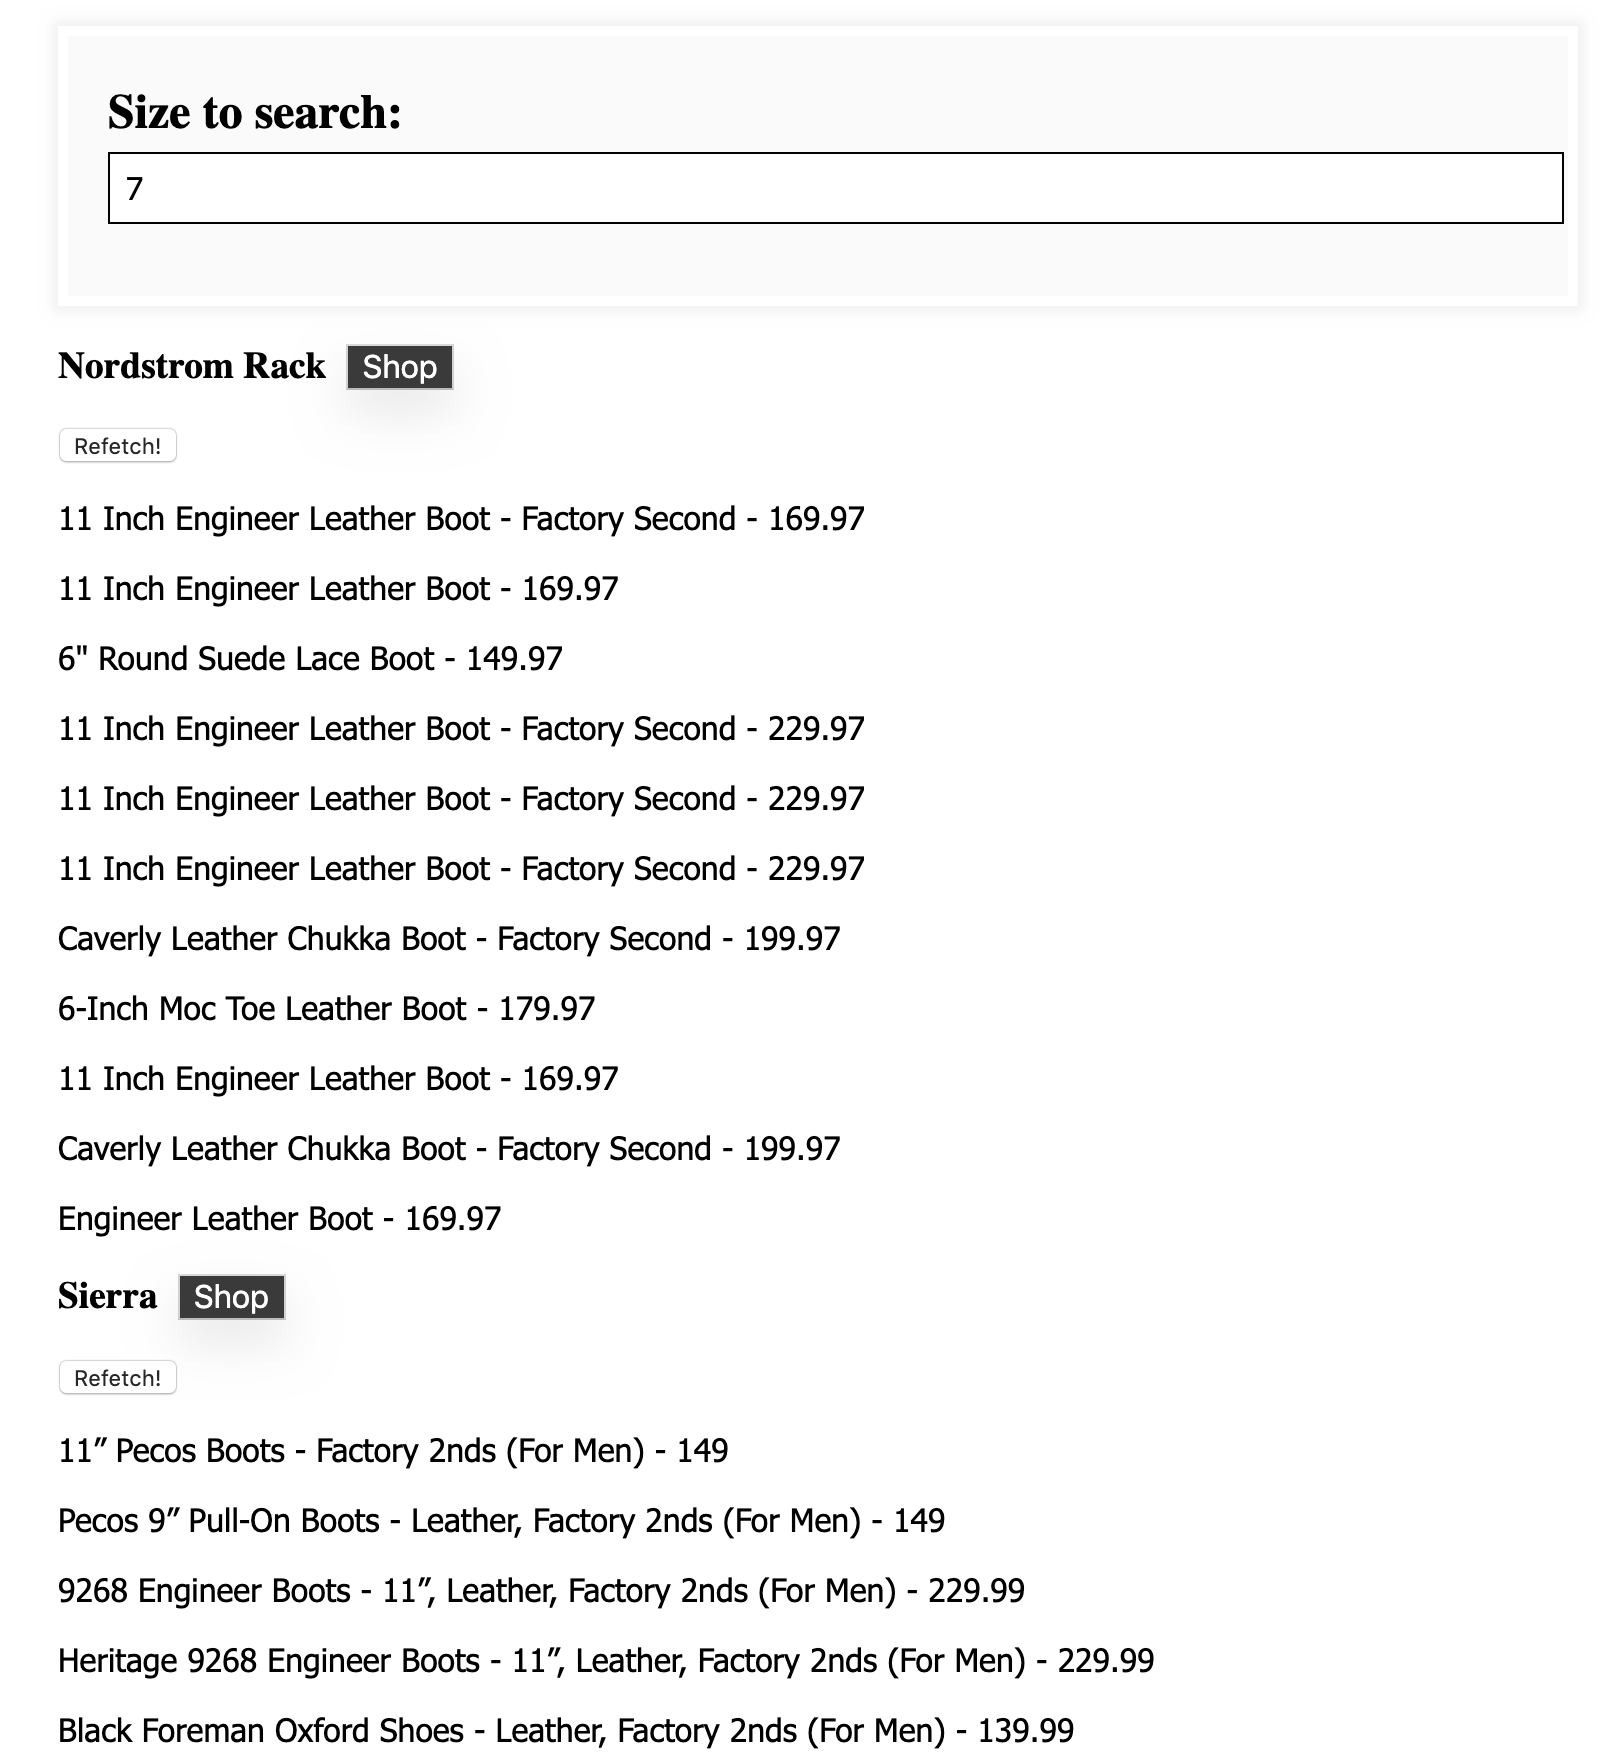 Size to search:
7
Nordstrom Rack Shop
Refetch!
11 Inch Engineer Leather Boot - Factory Second - 169.97
11 Inch Engineer Leather Boot - 169.97
6" Round Suede Lace Boot - 149.97
11 Inch Engineer Leather Boot - Factory Second - 229.97
11 Inch Engineer Leather Boot - Factory Second - 229.97
11 Inch Engineer Leather Boot - Factory Second - 229.97
Caverly Leather Chukka Boot - Factory Second - 199.97
6-Inch Moc Toe Leather Boot - 179.97
11 Inch Engineer Leather Boot - 169.97
Caverly Leather Chukka Boot - Factory Second - 199.97
Engineer Leather Boot - 169.97
Sierra Shop
Refetch!
11” Pecos Boots - Factory 2nds (For Men) - 149
Pecos 9” Pull-On Boots - Leather, Factory 2nds (For Men) - 149
9268 Engineer Boots - 11”, Leather, Factory 2nds (For Men) - 229.99
Heritage 9268 Engineer Boots - 11”, Leather, Factory 2nds (For Men) - 229.99
Black Foreman Oxford Shoes - Leather, Factory 2nds (For Men) - 139.99